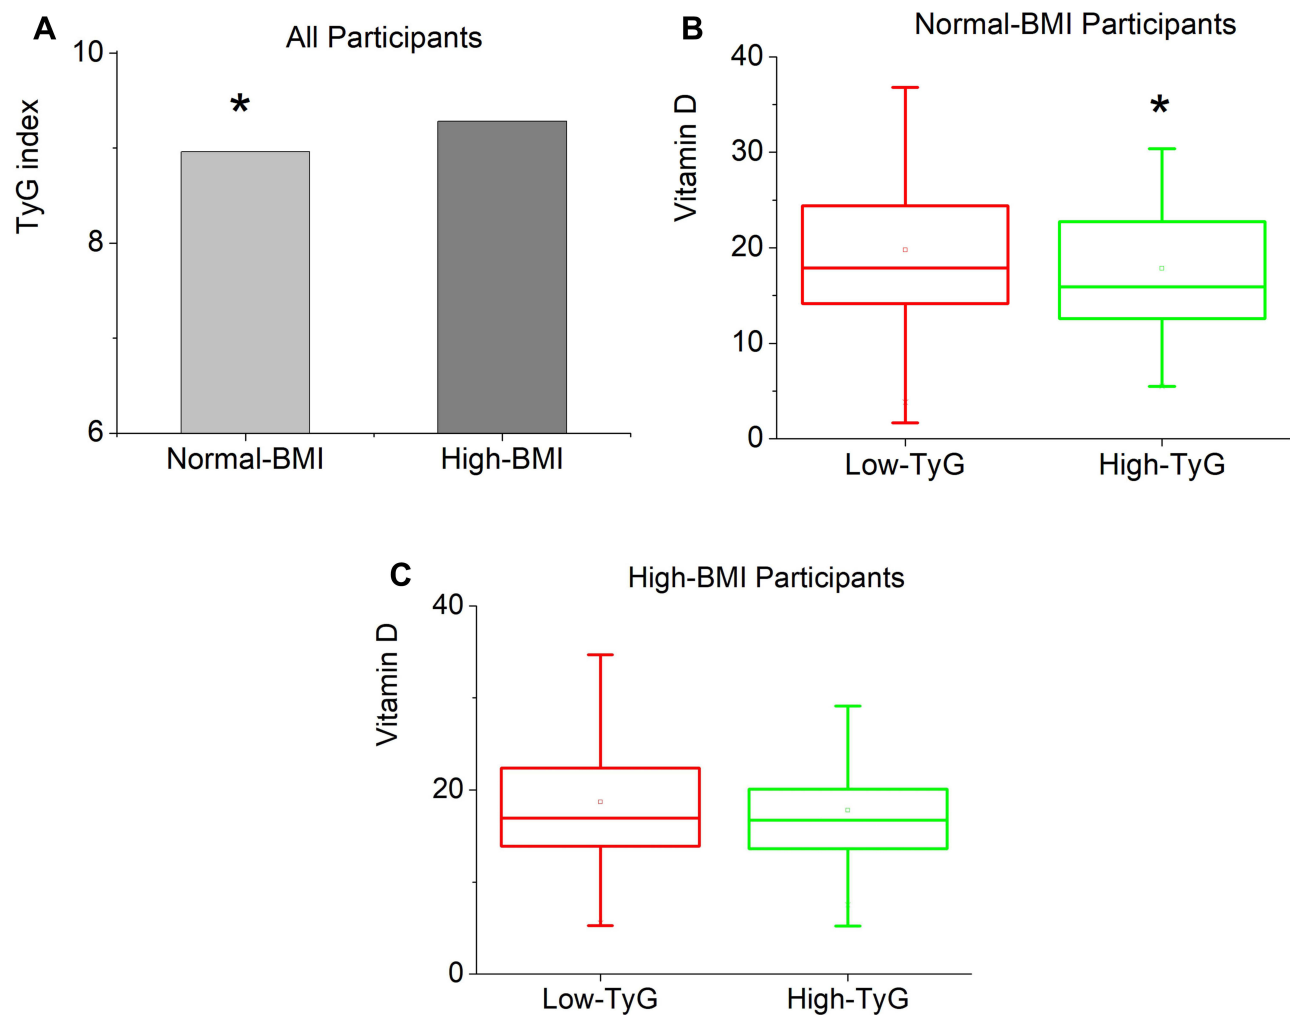 A
All Participants
TyG index
10
8
6
*
Normal-BMI
High-BMI
B
Normal-BMI Participants
Vitamin D
40
30
20
10
0
*
Low-TyG
High-TyG
C
High-BMI Participants
Vitamin D
40
20
0
Low-TyG
High-TyG